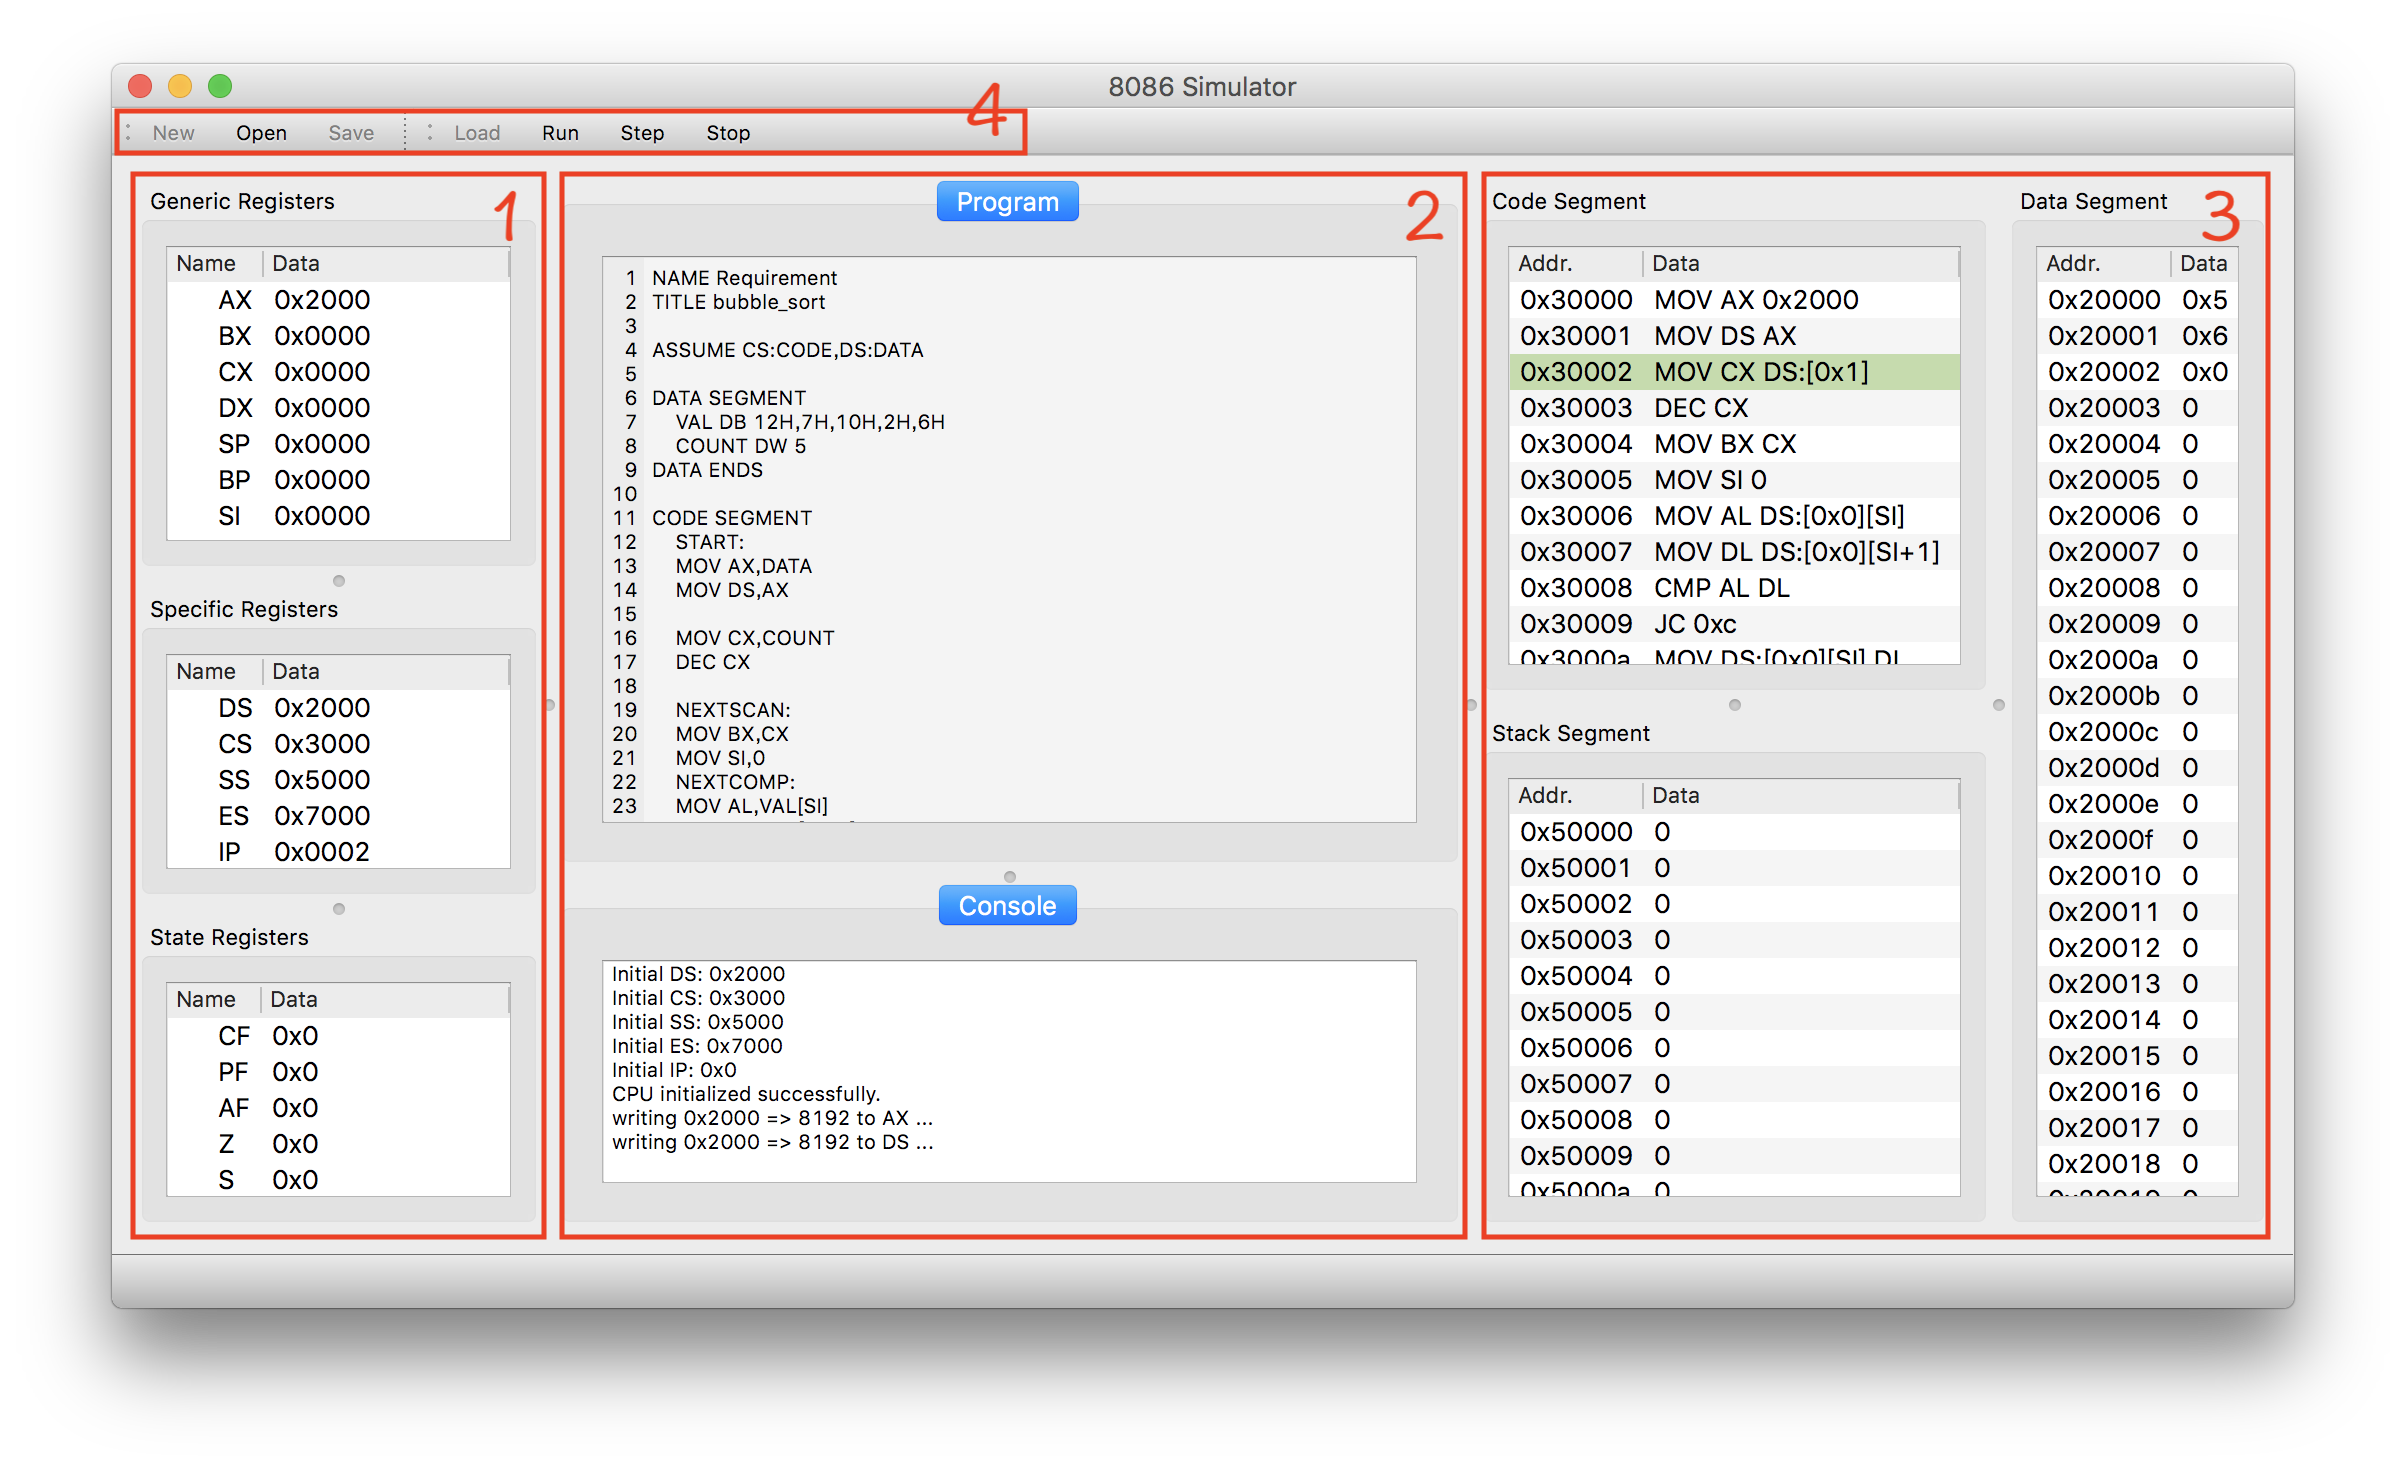 8086 Simulator
New Open Save Load Run Step Stop
4
1
Generic Registers
Name Data
AX 0x2000
BX 0x0000
CX 0x0000
DX 0x0000
SP 0x0000
BP 0x0000
SI 0x0000
Specific Registers
Name Data
DS 0x2000
CS 0x3000
SS 0x5000
ES 0x7000
IP 0x0002
State Registers
Name Data
CF 0x0
PF 0x0
AF 0x0
Z 0x0
S 0x0
2
Program
1 NAME Requirement
2 TITLE bubble_sort
3
4 ASSUME CS:CODE,DS:DATA
5
6 DATA SEGMENT
7 VAL DB 12H,7H,10H,2H,6H
8 COUNT DW 5
9 DATA ENDS
10
11 CODE SEGMENT
12 START:
13 MOV AX,DATA
14 MOV DS,AX
15
16 MOV CX,COUNT
17 DEC CX
18
19 NEXTSCAN:
20 MOV BX,CX
21 MOV SI,0
22 NEXTCOMP:
23 MOV AL,VAL[SI]
Console
Initial DS: 0x2000
Initial CS: 0x3000
Initial SS: 0x5000
Initial ES: 0x7000
Initial IP: 0x0
CPU initialized successfully.
writing 0x2000 => 8192 to AX ...
writing 0x2000 => 8192 to DS ...
3
Code Segment
Addr. Data
0x30000 MOV AX 0x2000
0x30001 MOV DS AX
0x30002 MOV CX DS:[0x1]
0x30003 DEC CX
0x30004 MOV BX CX
0x30005 MOV SI 0
0x30006 MOV AL DS:[0x0][SI]
0x30007 MOV DL DS:[0x0][SI+1]
0x30008 CMP AL DL
0x30009 JC 0xc
0x3000a MOV DS:[0x0][SI] DL
Stack Segment
Addr. Data
0x50000 0
0x50001 0
0x50002 0
0x50003 0
0x50004 0
0x50005 0
0x50006 0
0x50007 0
0x50008 0
0x50009 0
0x5000a 0
Data Segment
Addr. Data
0x20000 0x5
0x20001 0x6
0x20002 0x0
0x20003 0
0x20004 0
0x20005 0
0x20006 0
0x20007 0
0x20008 0
0x20009 0
0x2000a 0
0x2000b 0
0x2000c 0
0x2000d 0
0x2000e 0
0x2000f 0
0x20010 0
0x20011 0
0x20012 0
0x20013 0
0x20014 0
0x20015 0
0x20016 0
0x20017 0
0x20018 0